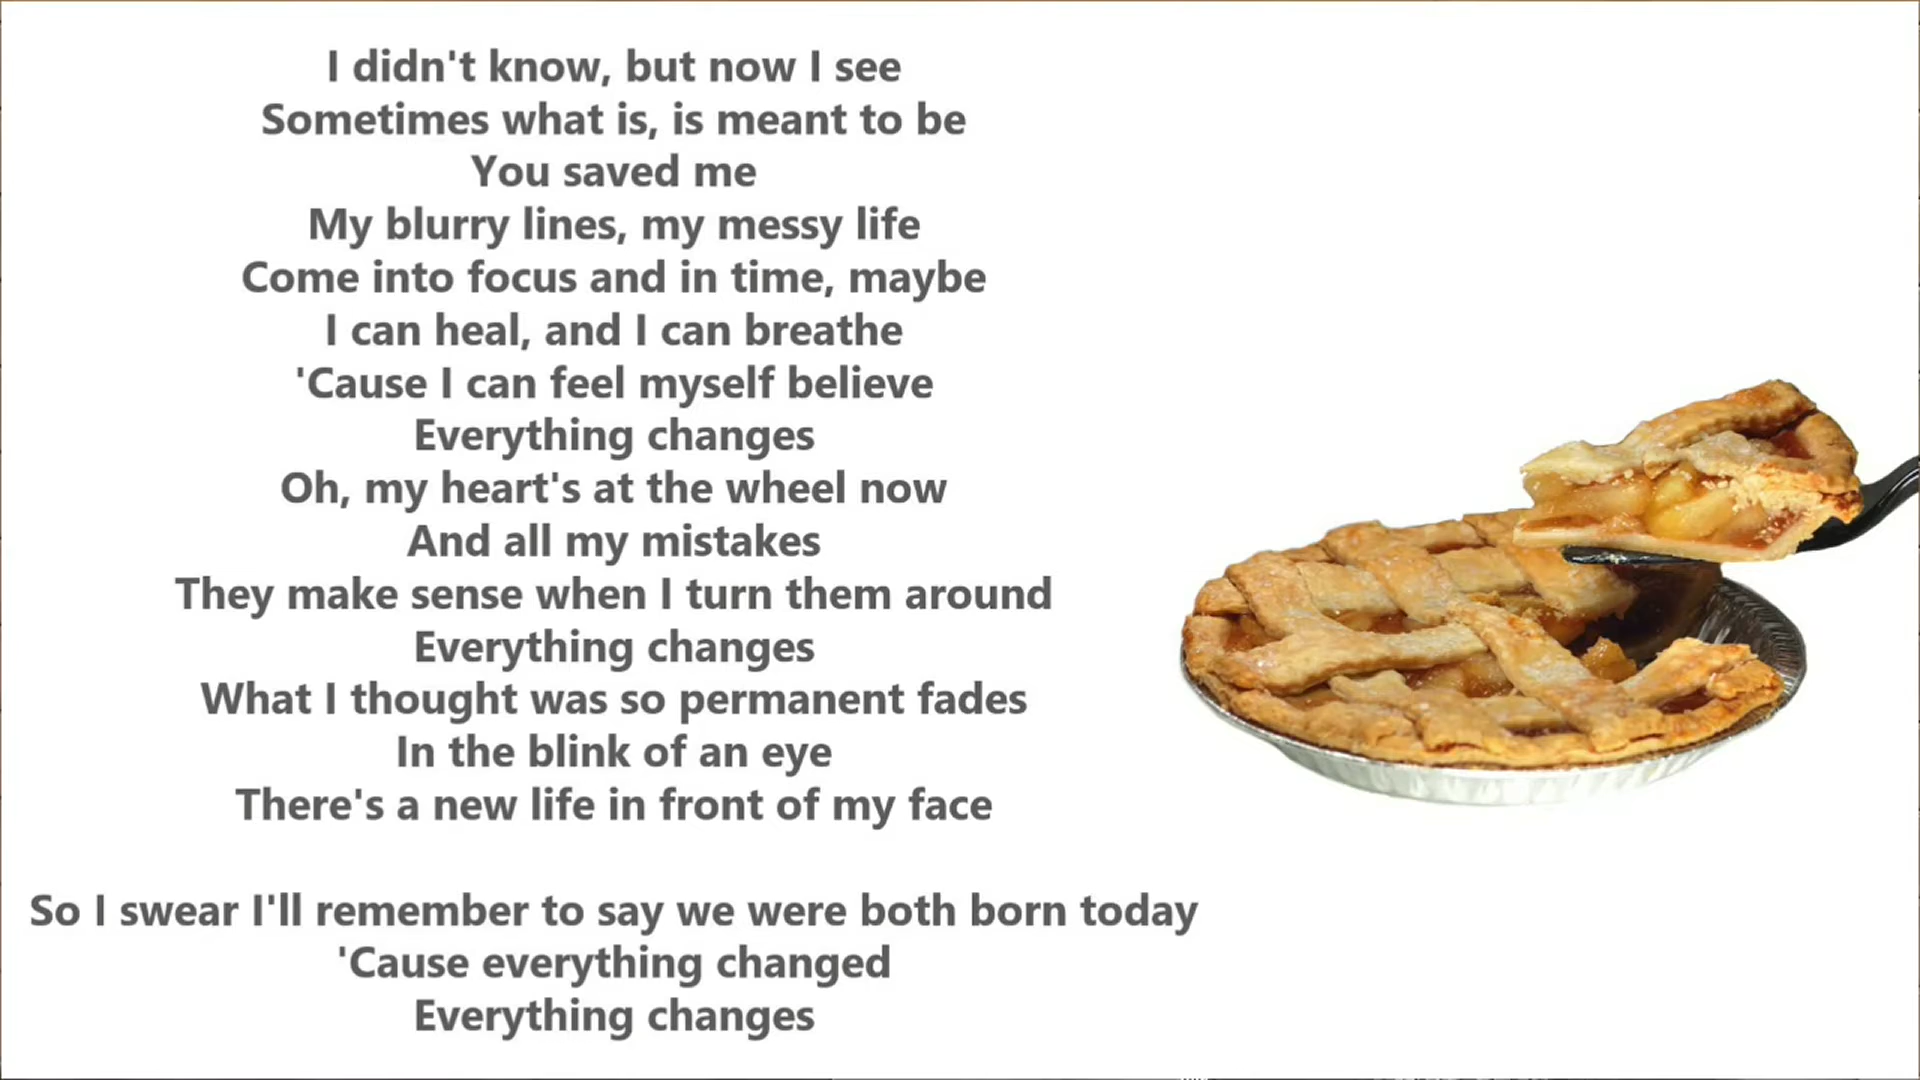 I didn't know, but now I see
Sometimes what is, is meant to be
You saved me
My blurry lines, my messy life
Come into focus and in time, maybe
I can heal, and I can breathe
'Cause I can feel myself believe
Everything changes
Oh, my heart's at the wheel now
And all my mistakes
They make sense when I turn them around
Everything changes
What I thought was so permanent fades
In the blink of an eye
There's a new life in front of my face
So I swear I'll remember to say we were both born today
'Cause everything changed
Everything changes